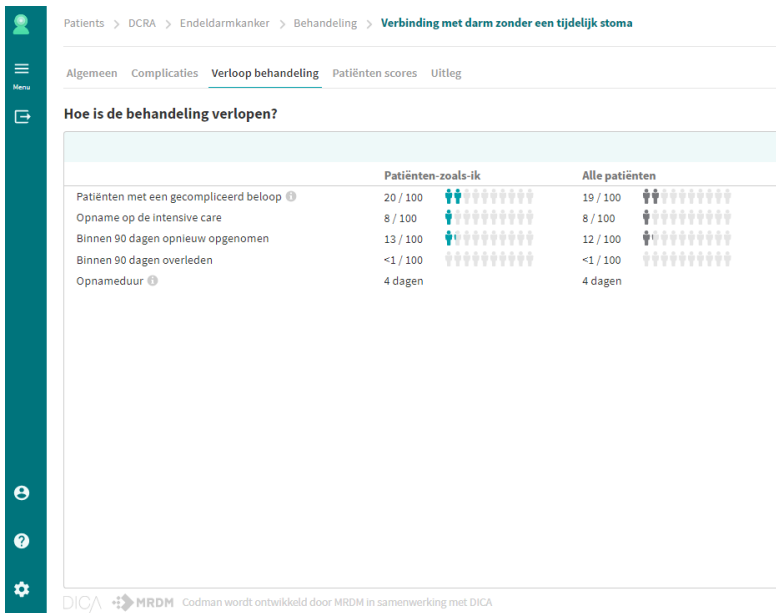 Patients > DCRA > Endeldarmkanker > Behandeling > Verbinding met darm zonder een tijdelijk stoma
Menu
Algemeen Complicaties Verloop behandeling Patiënten scores Uitleg
Hoe is de behandeling verlopen?
Patiënten-zoals-ik Alle patiënten
Patiënten met een gecompliceerd beloop 20 / 100 19 / 100
Opname op de intensive care 8 / 100 8 / 100
Binnen 90 dagen opnieuw opgenomen 13 / 100 12 / 100
Binnen 90 dagen overleden <1 / 100 <1 / 100
Opnameduur 4 dagen 4 dagen
DICA MRDM Codman wordt ontwikkeld door MRDM in samenwerking met DICA